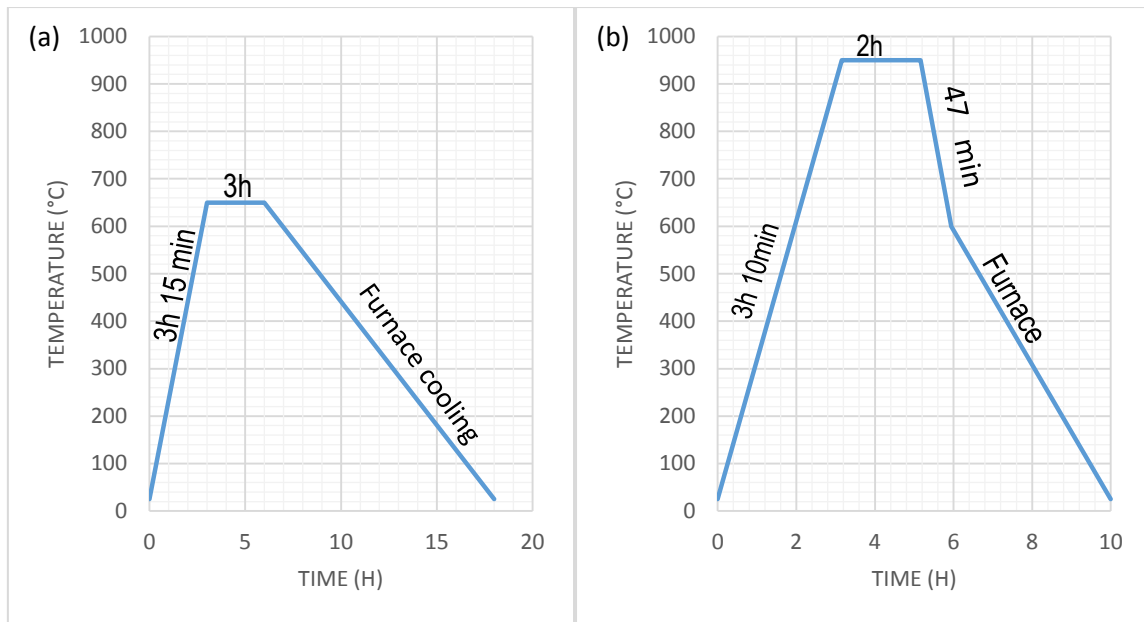 (a)
1000
900
800
700
600
500
400
300
200
100
0
TEMPERATURE (°C)
3h 15 min
3h
Furnace cooling
0 5 10 15 20
TIME (H)
(b)
1000
900
800
700
600
500
400
300
200
100
0
TEMPERATURE (°C)
3h 10min
2h
47 min
Furnace
0 2 4 6 8 10
TIME (H)